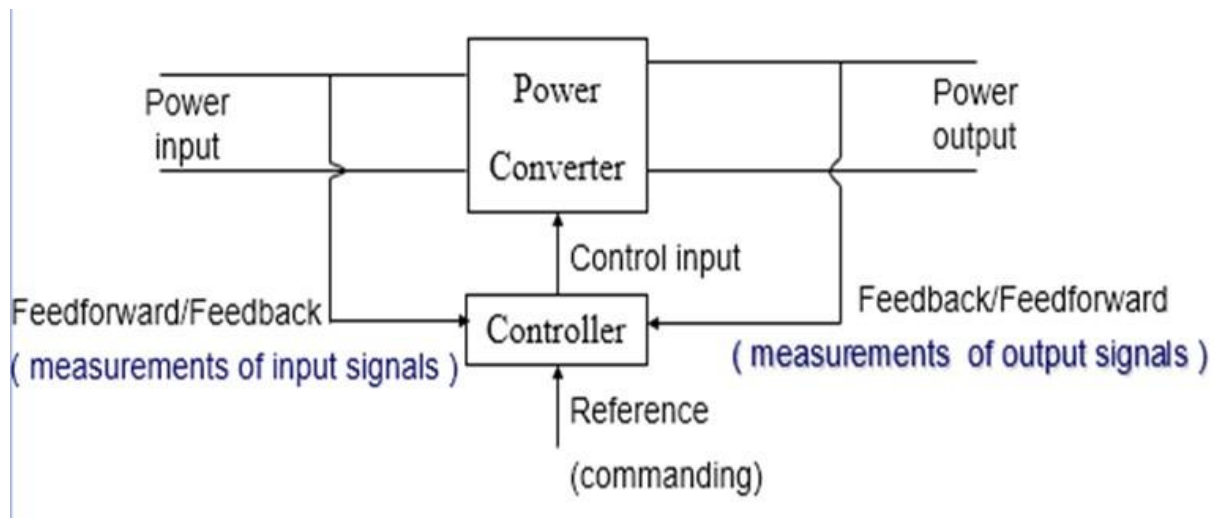 Power
input
Power
Converter
Power
output
Control input
Feedforward/Feedback
( measurements of input signals )
Controller
Feedback/Feedforward
( measurements of output signals )
Reference
(commanding)